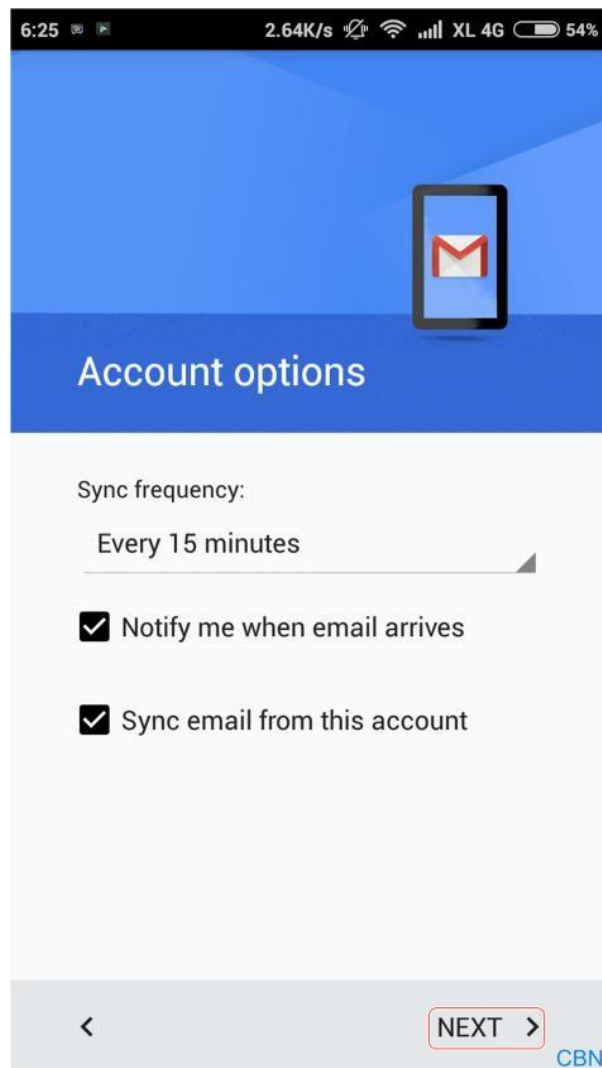 6:25 2.64K/s XL 4G 54%
Account options
Sync frequency:
Every 15 minutes
Notify me when email arrives
Sync email from this account
NEXT
CBN